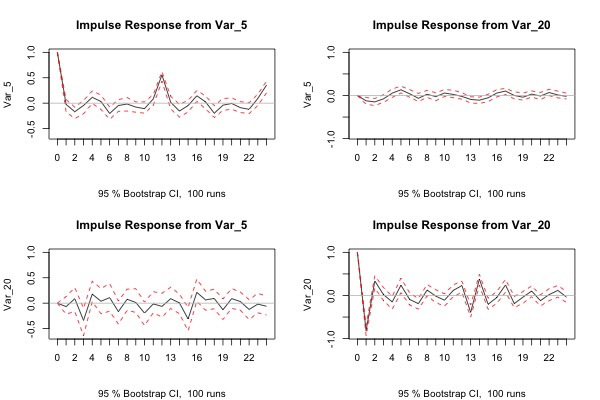 Impulse Response from Var_5
Var_5
-0.5 0.0 0.5 1.0
0 2 4 6 8 10 13 16 19 22
95 % Bootstrap CI, 100 runs
Impulse Response from Var_20
Var_5
-1.0 0.0 1.0
0 2 4 6 8 10 13 16 19 22
95 % Bootstrap CI, 100 runs
Impulse Response from Var_5
Var_20
-0.5 0.0 0.5 1.0
0 2 4 6 8 10 13 16 19 22
95 % Bootstrap CI, 100 runs
Impulse Response from Var_20
Var_20
-1.0 0.0 1.0
0 2 4 6 8 10 13 16 19 22
95 % Bootstrap CI, 100 runs